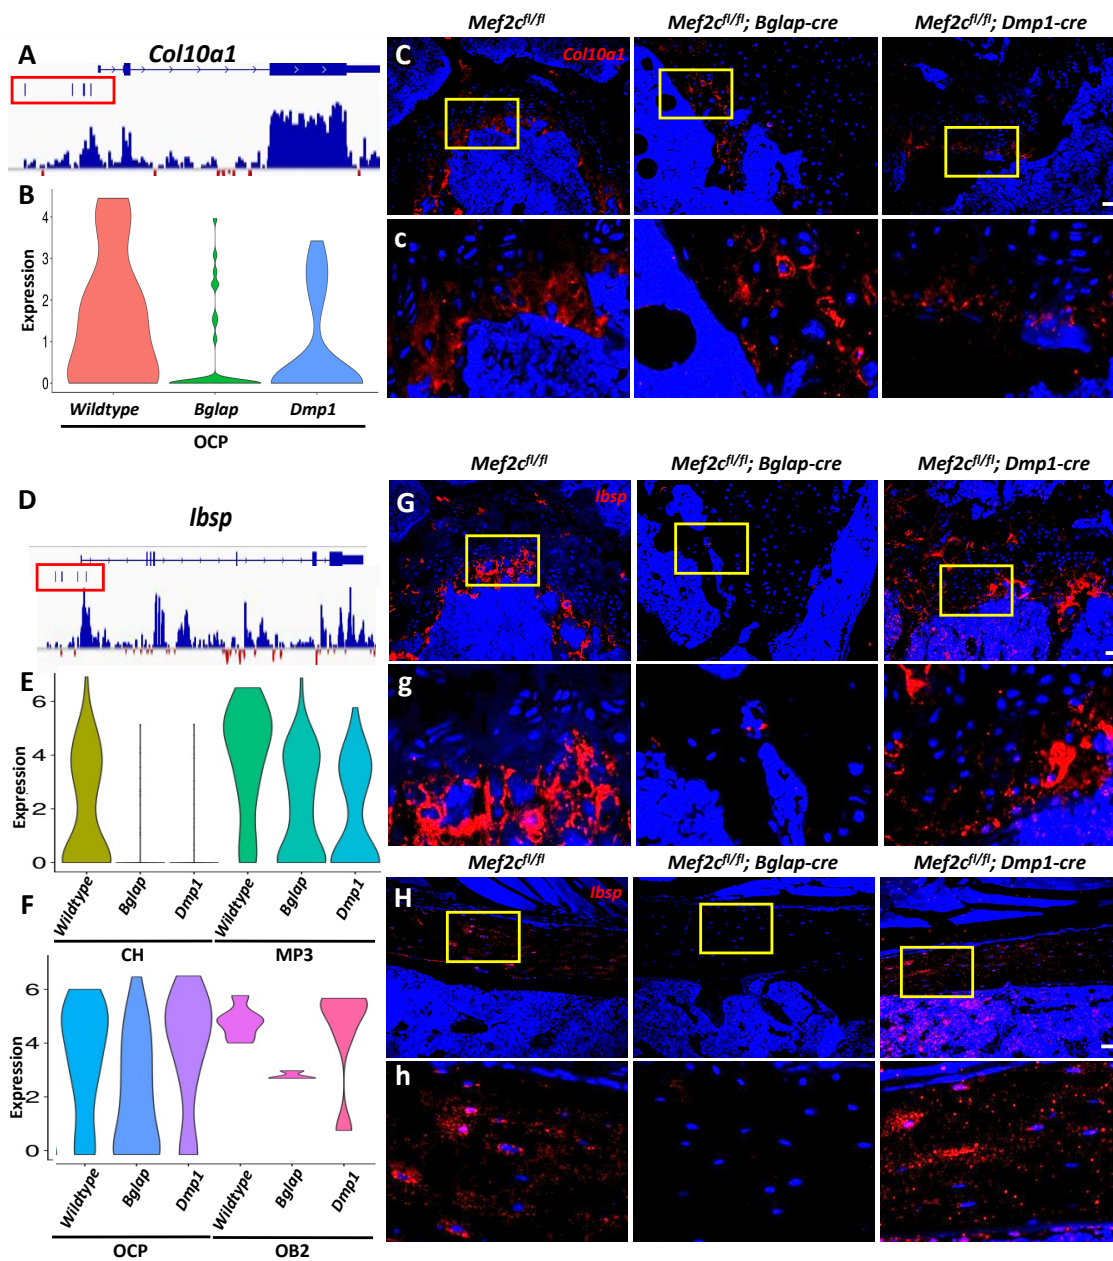 Mef2cfl/fl
Mef2cfl/fl; Bglap-cre
Mef2cfl/fl; Dmp1-cre
A
Col10a1
C
Col10a1
B
Expression
4
3
2
1
0
Wildtype
Bglap
Dmp1
OCP
c
Mef2cfl/fl
Mef2cfl/fl; Bglap-cre
Mef2cfl/fl; Dmp1-cre
D
Ibsp
G
Ibsp
E
Expression
6
4
2
0
Wildtype
Bglap
Dmp1
Wildtype
Bglap
Dmp1
CH
MP3
g
Mef2cfl/fl
Mef2cfl/fl; Bglap-cre
Mef2cfl/fl; Dmp1-cre
F
Expression
6
4
2
0
Wildtype
Bglap
Dmp1
Wildtype
Bglap
Dmp1
OCP
OB2
H
Ibsp
h